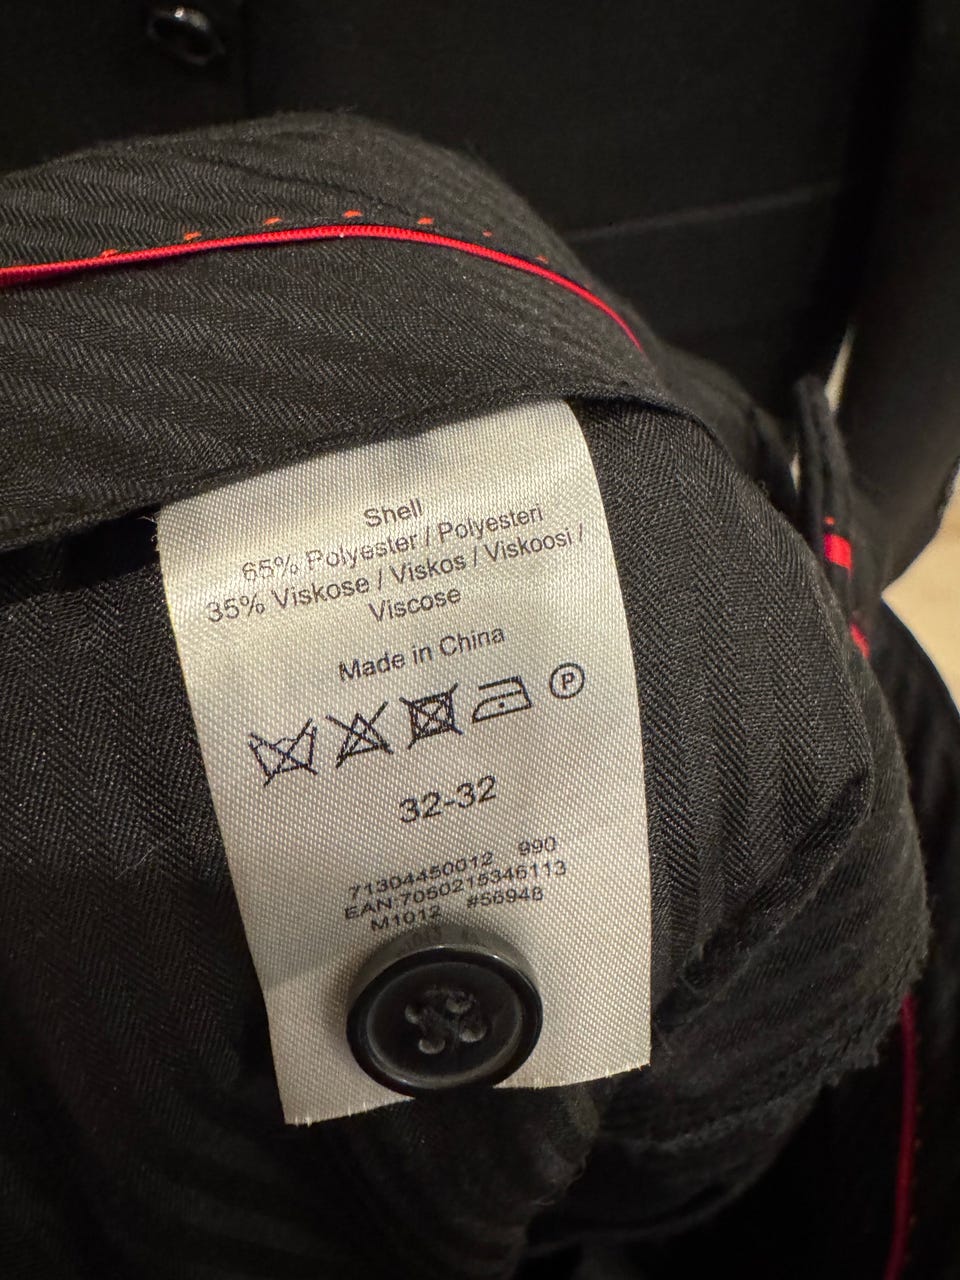 Shell
65% Polyester / Polyesteri
35% Viskose / Viskos / Viskoosi /
Viscose
Made in China
P
32-32
71304450012 990
EAN:7050215346113
M1012 #56948